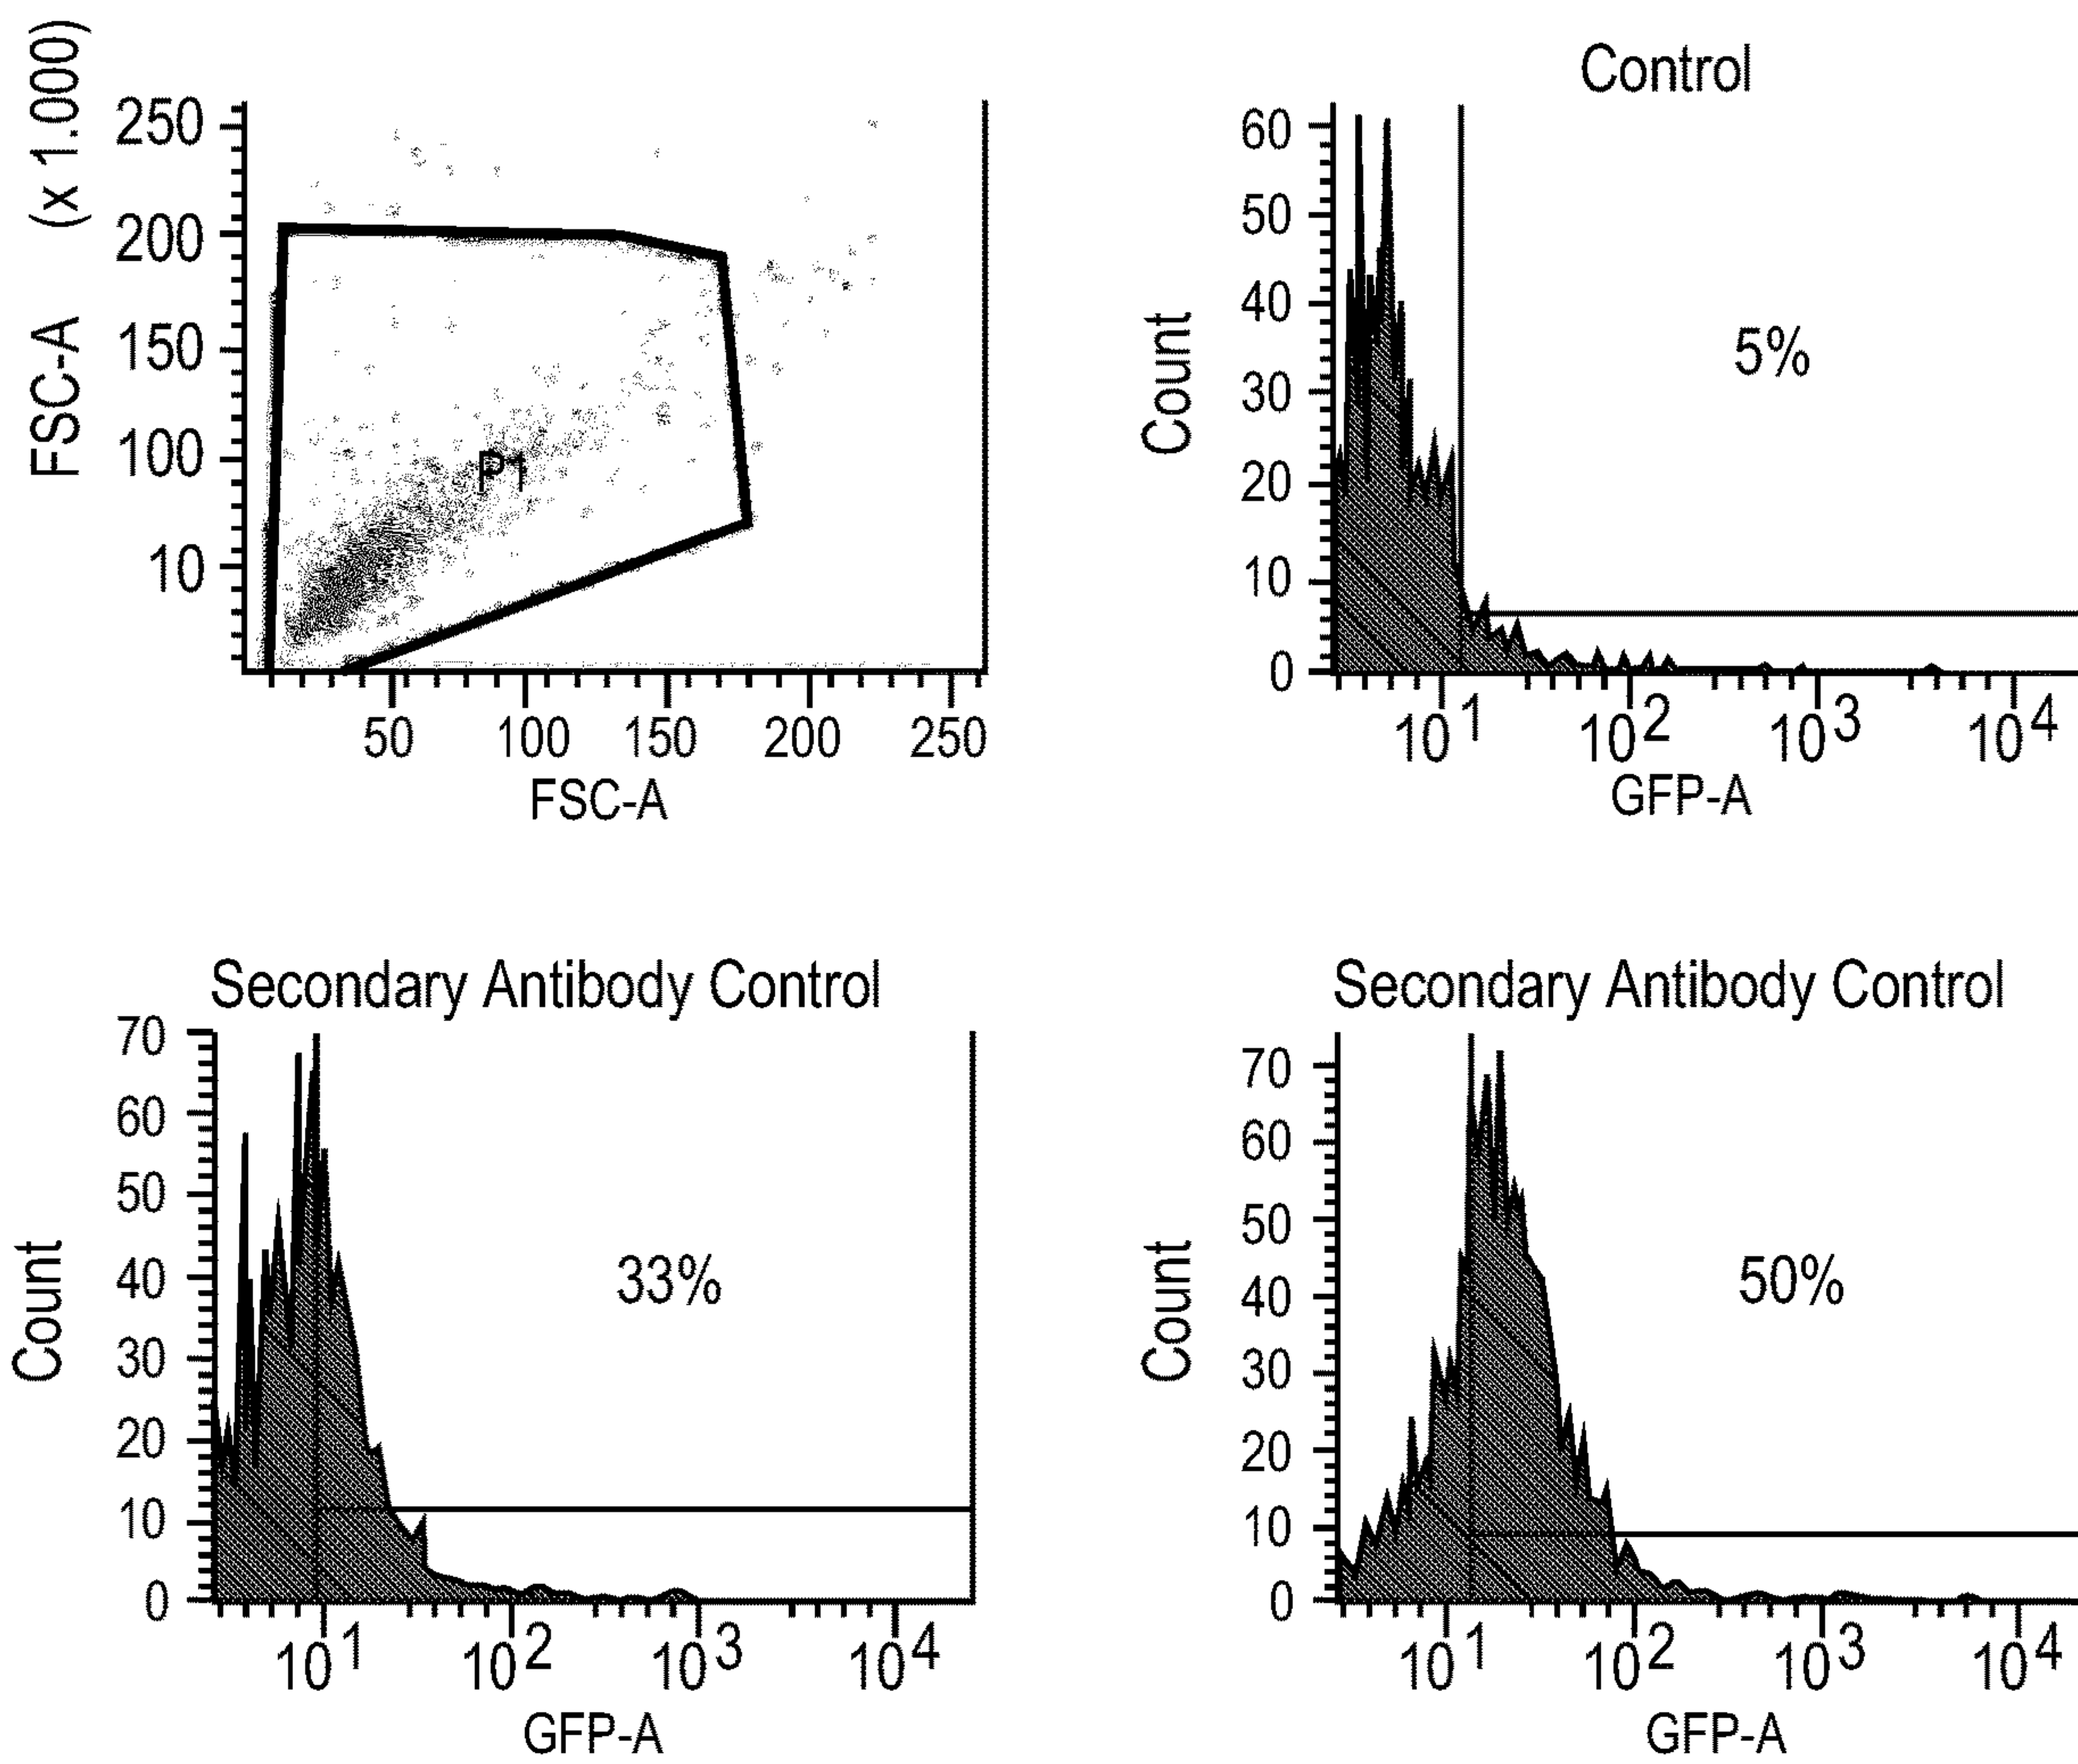 FSC-A (x 1.000)
250
200
150
100
10
P1
50 100 150 200 250
FSC-A
Control
Count
60
50
40
30
20
10
0
5%
10^1 10^2 10^3 10^4
GFP-A
Secondary Antibody Control
Count
70
60
50
40
30
20
10
0
33%
10^1 10^2 10^3 10^4
GFP-A
Secondary Antibody Control
Count
70
60
50
40
30
20
10
0
50%
10^1 10^2 10^3 10^4
GFP-A